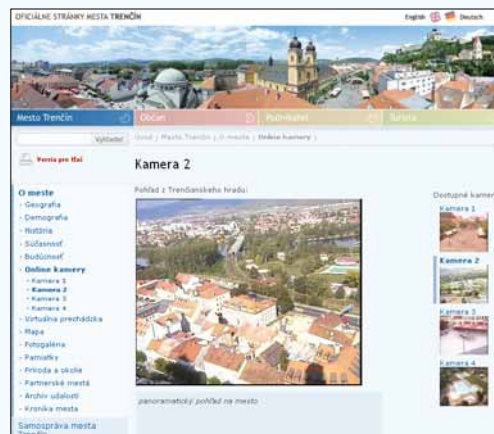 OFICIÁLNE STRÁNKY MESTA TRENČÍN
English Deutsch
Mesto Trenčín Občan Podnikateľ Turista
Vyhľadať
Úvod / Mesto Trenčín / O meste / Online kamery /
Verzia pre tlač
Kamera 2
O meste
- Geografia
- Demografia
- História
- Súčasnosť
- Budúcnosť
- Online kamery
- Kamera 1
- Kamera 2
- Kamera 3
- Kamera 4
- Virtuálna prechádzka
- Mapa
- Fotogaléria
- Pamiatky
- Príroda a okolie
- Partnerské mestá
- Archív udalostí
- Kronika mesta
Samospráva mesta
Trenčín
Pohľad z Trenčianskeho hradu:
panoramatický pohľad na mesto
Dostupné kamer
Kamera 1
Kamera 2
Kamera 3
Kamera 4